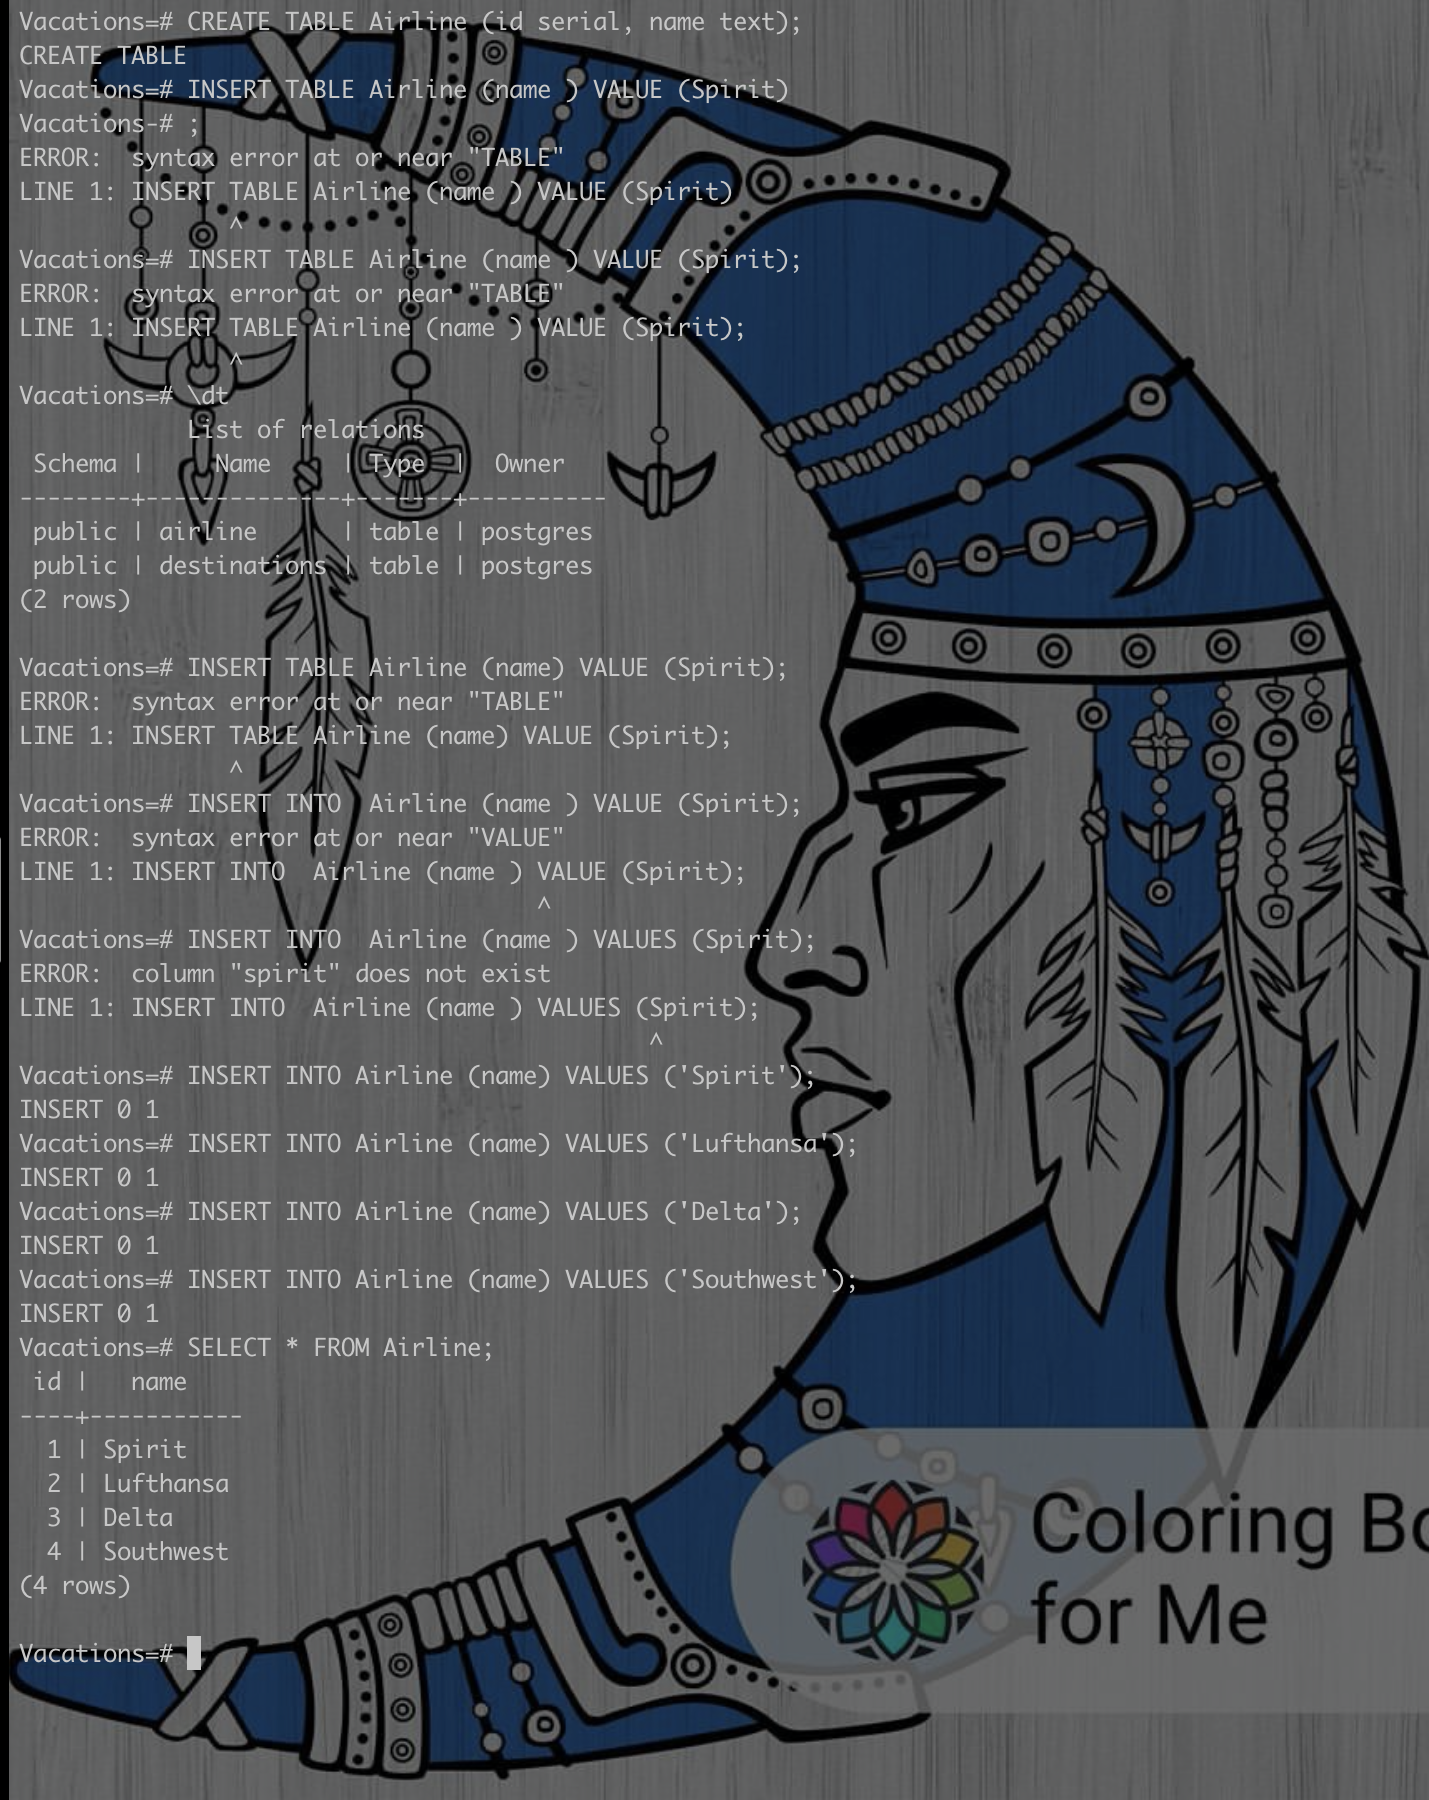 Vacations=# CREATE TABLE Airline (id serial, name text);
CREATE TABLE
Vacations=# INSERT TABLE Airline (name ) VALUE (Spirit)
Vacations-# ;
ERROR:  syntax error at or near "TABLE"
LINE 1: INSERT TABLE Airline (name ) VALUE (Spirit)
               ^
Vacations=# INSERT TABLE Airline (name ) VALUE (Spirit);
ERROR:  syntax error at or near "TABLE"
LINE 1: INSERT TABLE Airline (name ) VALUE (Spirit);
               ^
Vacations=# \dt
            List of relations
 Schema |     Name     | Type  |  Owner
--------+--------------+-------+----------
 public | airline      | table | postgres
 public | destinations | table | postgres
(2 rows)

Vacations=# INSERT TABLE Airline (name) VALUE (Spirit);
ERROR:  syntax error at or near "TABLE"
LINE 1: INSERT TABLE Airline (name) VALUE (Spirit);
               ^
Vacations=# INSERT INTO  Airline (name ) VALUE (Spirit);
ERROR:  syntax error at or near "VALUE"
LINE 1: INSERT INTO  Airline (name ) VALUE (Spirit);
                                     ^
Vacations=# INSERT INTO  Airline (name ) VALUES (Spirit);
ERROR:  column "spirit" does not exist
LINE 1: INSERT INTO  Airline (name ) VALUES (Spirit);
                                             ^
Vacations=# INSERT INTO Airline (name) VALUES ('Spirit');
INSERT 0 1
Vacations=# INSERT INTO Airline (name) VALUES ('Lufthansa');
INSERT 0 1
Vacations=# INSERT INTO Airline (name) VALUES ('Delta');
INSERT 0 1
Vacations=# INSERT INTO Airline (name) VALUES ('Southwest');
INSERT 0 1
Vacations=# SELECT * FROM Airline;
 id |   name
----+-----------
  1 | Spirit
  2 | Lufthansa
  3 | Delta
  4 | Southwest
(4 rows)

Vacations=#
Coloring Bo
for Me